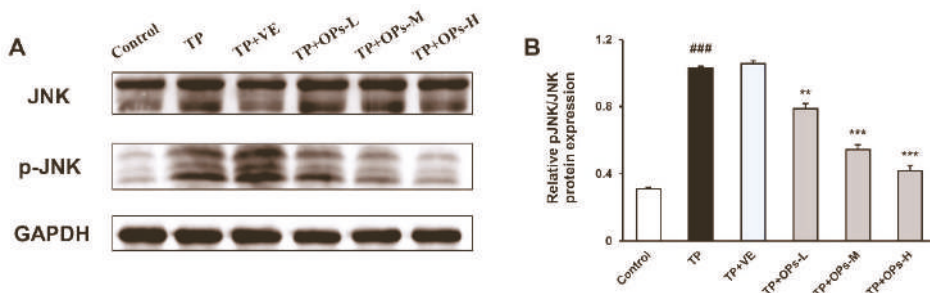 A
Control
TP
TP+VE
TP+OPs-L
TP+OPs-M
TP+OPs-H
JNK
p-JNK
GAPDH
B
Relative pJNK/JNK
protein expression
1.2
0.8
0.4
0
###
**
***
***
Control
TP
TP+VE
TP+OPs-L
TP+OPs-M
TP+OPs-H